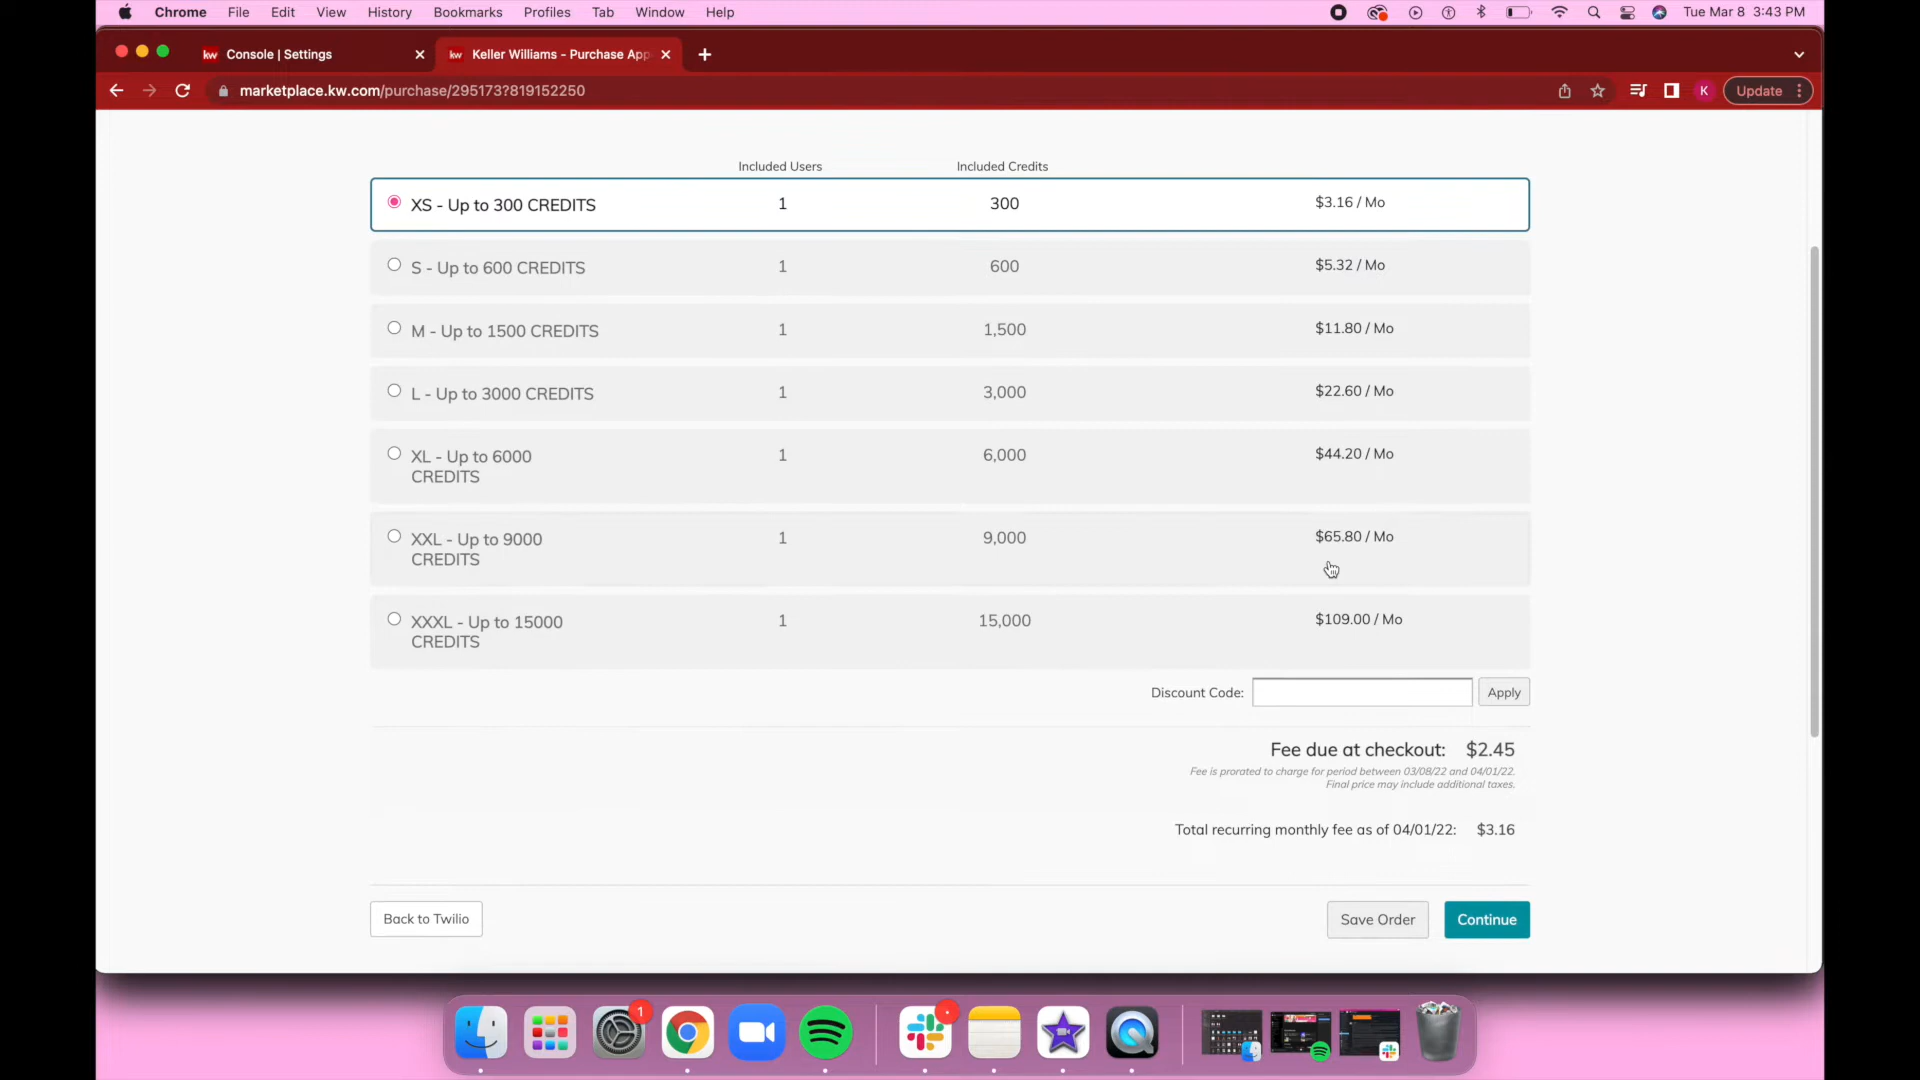 Chrome File Edit View History Bookmarks Profiles Tab Window Help Tue Mar 8 3:43 PM
kw Console | Settings
kw Keller Williams - Purchase App
marketplace.kw.com/purchase/295173?819152250
K
Update
Included Users Included Credits
XS - Up to 300 CREDITS 1 300 $3.16 / Mo
S - Up to 600 CREDITS 1 600 $5.32 / Mo
M - Up to 1500 CREDITS 1 1,500 $11.80 / Mo
L - Up to 3000 CREDITS 1 3,000 $22.60 / Mo
XL - Up to 6000 1 6,000 $44.20 / Mo
CREDITS
XXL - Up to 9000 1 9,000 $65.80 / Mo
CREDITS
XXXL - Up to 15000 1 15,000 $109.00 / Mo
CREDITS
Discount Code: Apply
Fee due at checkout: $2.45
Fee is prorated to charge for period between 03/08/22 and 04/01/22.
Final price may include additional taxes.
Total recurring monthly fee as of 04/01/22: $3.16
Back to Twilio Save Order Continue
1